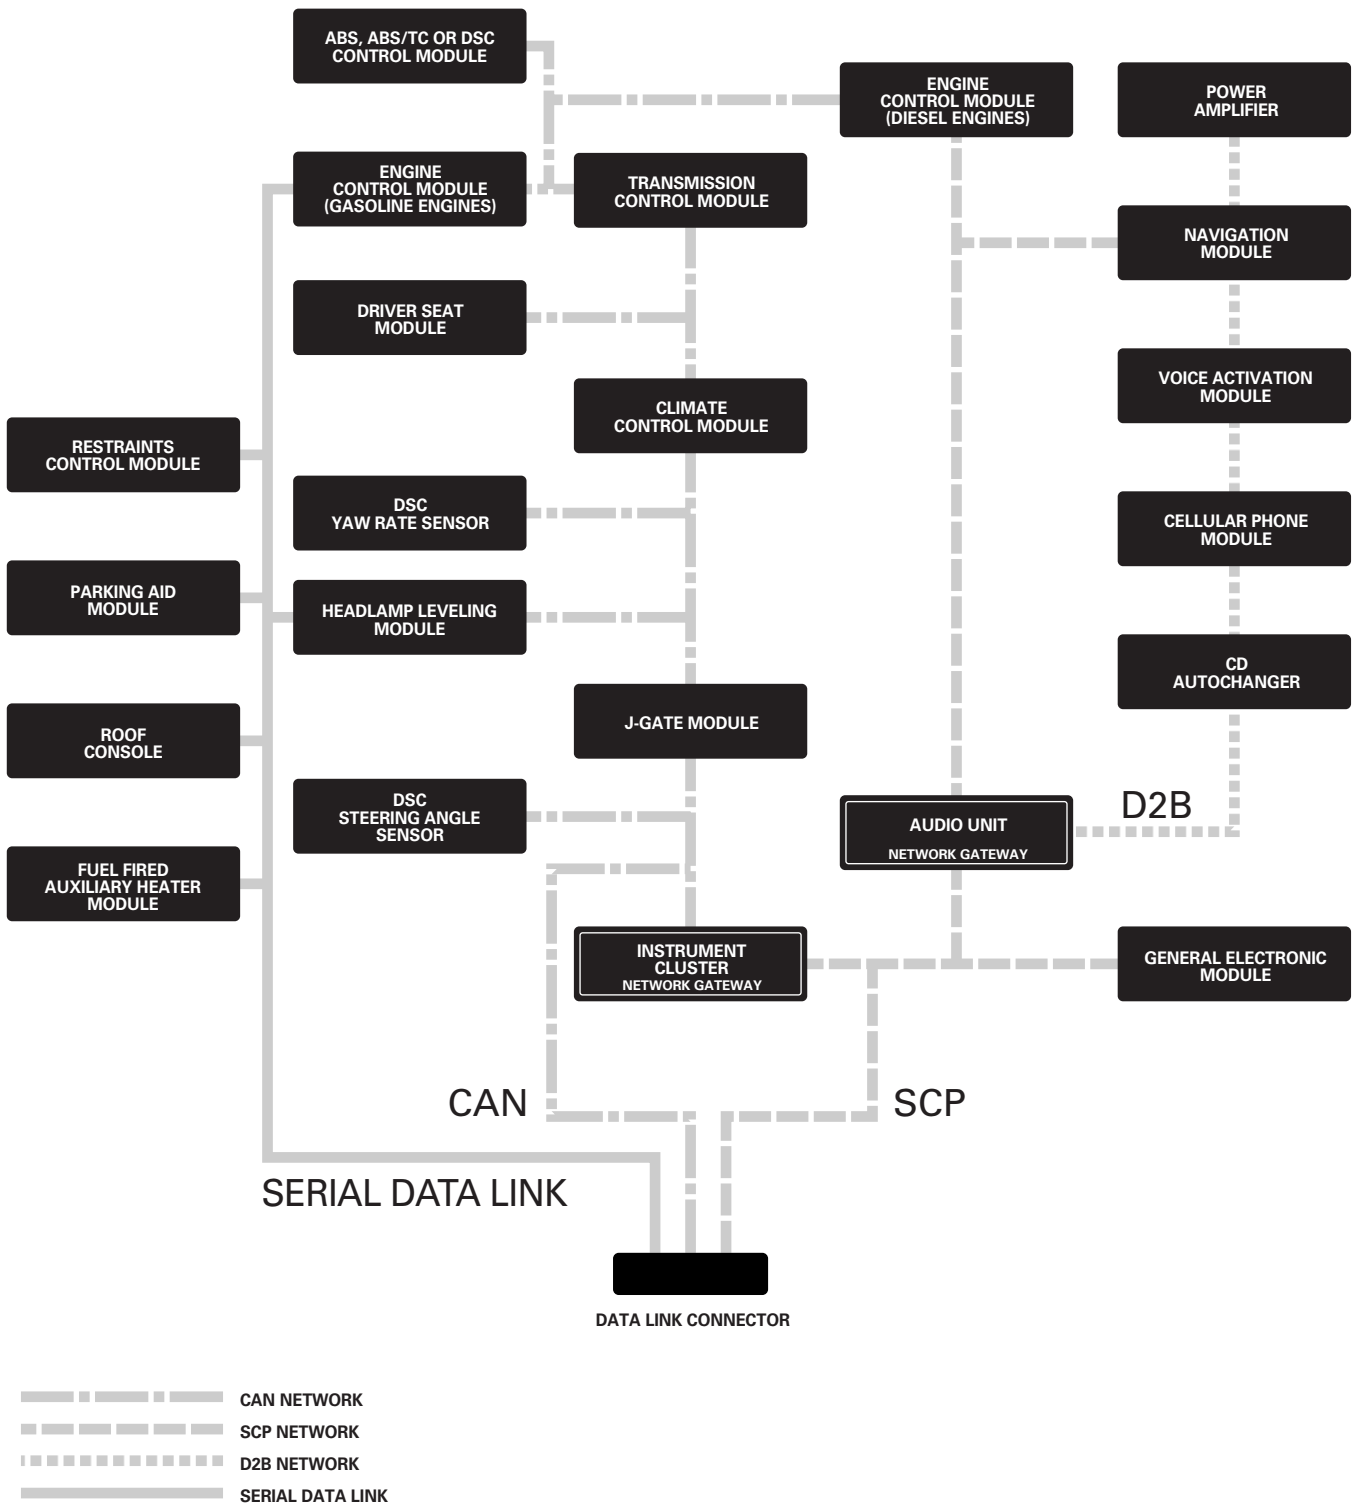 ABS, ABS/TC OR DSC
CONTROL MODULE
ENGINE
CONTROL MODULE
(DIESEL ENGINES)
POWER
AMPLIFIER
ENGINE
CONTROL MODULE
(GASOLINE ENGINES)
TRANSMISSION
CONTROL MODULE
NAVIGATION
MODULE
DRIVER SEAT
MODULE
VOICE ACTIVATION
MODULE
CLIMATE
CONTROL MODULE
RESTRAINTS
CONTROL MODULE
DSC
YAW RATE SENSOR
CELLULAR PHONE
MODULE
PARKING AID
MODULE
HEADLAMP LEVELING
MODULE
CD
AUTOCHANGER
ROOF
CONSOLE
J-GATE MODULE
DSC
STEERING ANGLE
SENSOR
D2B
AUDIO UNIT
NETWORK GATEWAY
FUEL FIRED
AUXILIARY HEATER
MODULE
INSTRUMENT
CLUSTER
NETWORK GATEWAY
GENERAL ELECTRONIC
MODULE
CAN
SCP
SERIAL DATA LINK
DATA LINK CONNECTOR
CAN NETWORK
SCP NETWORK
D2B NETWORK
SERIAL DATA LINK